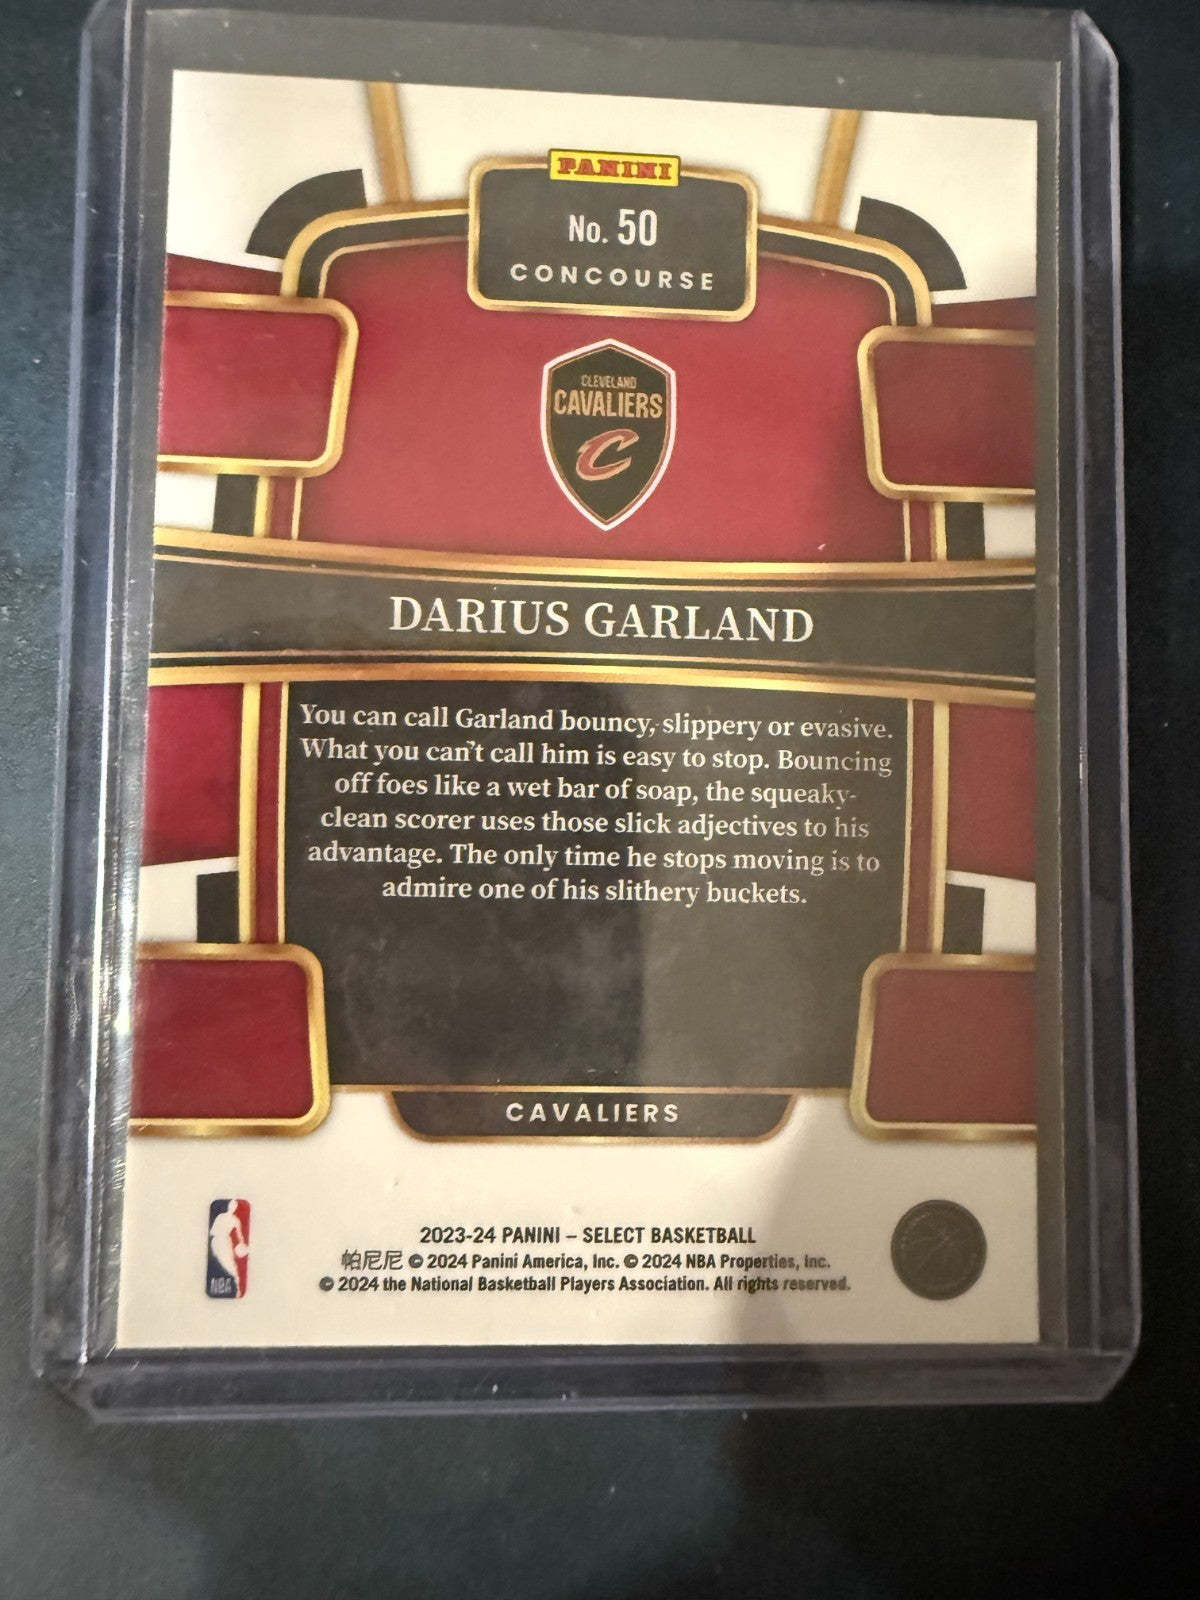 PANINI
No. 50
CONCOURSE
CLEVELAND
CAVALIERS
C
DARIUS GARLAND
You can call Garland bouncy, slippery or evasive.
What you can't call him is easy to stop. Bouncing
off foes like a wet bar of soap, the squeaky-
clean scorer uses those slick adjectives to his
advantage. The only time he stops moving is to
admire one of his slithery buckets.
CAVALIERS
2023-24 PANINI – SELECT BASKETBALL
帕尼尼 © 2024 Panini America, Inc. © 2024 NBA Properties, Inc.
© 2024 the National Basketball Players Association. All rights reserved.
NBA